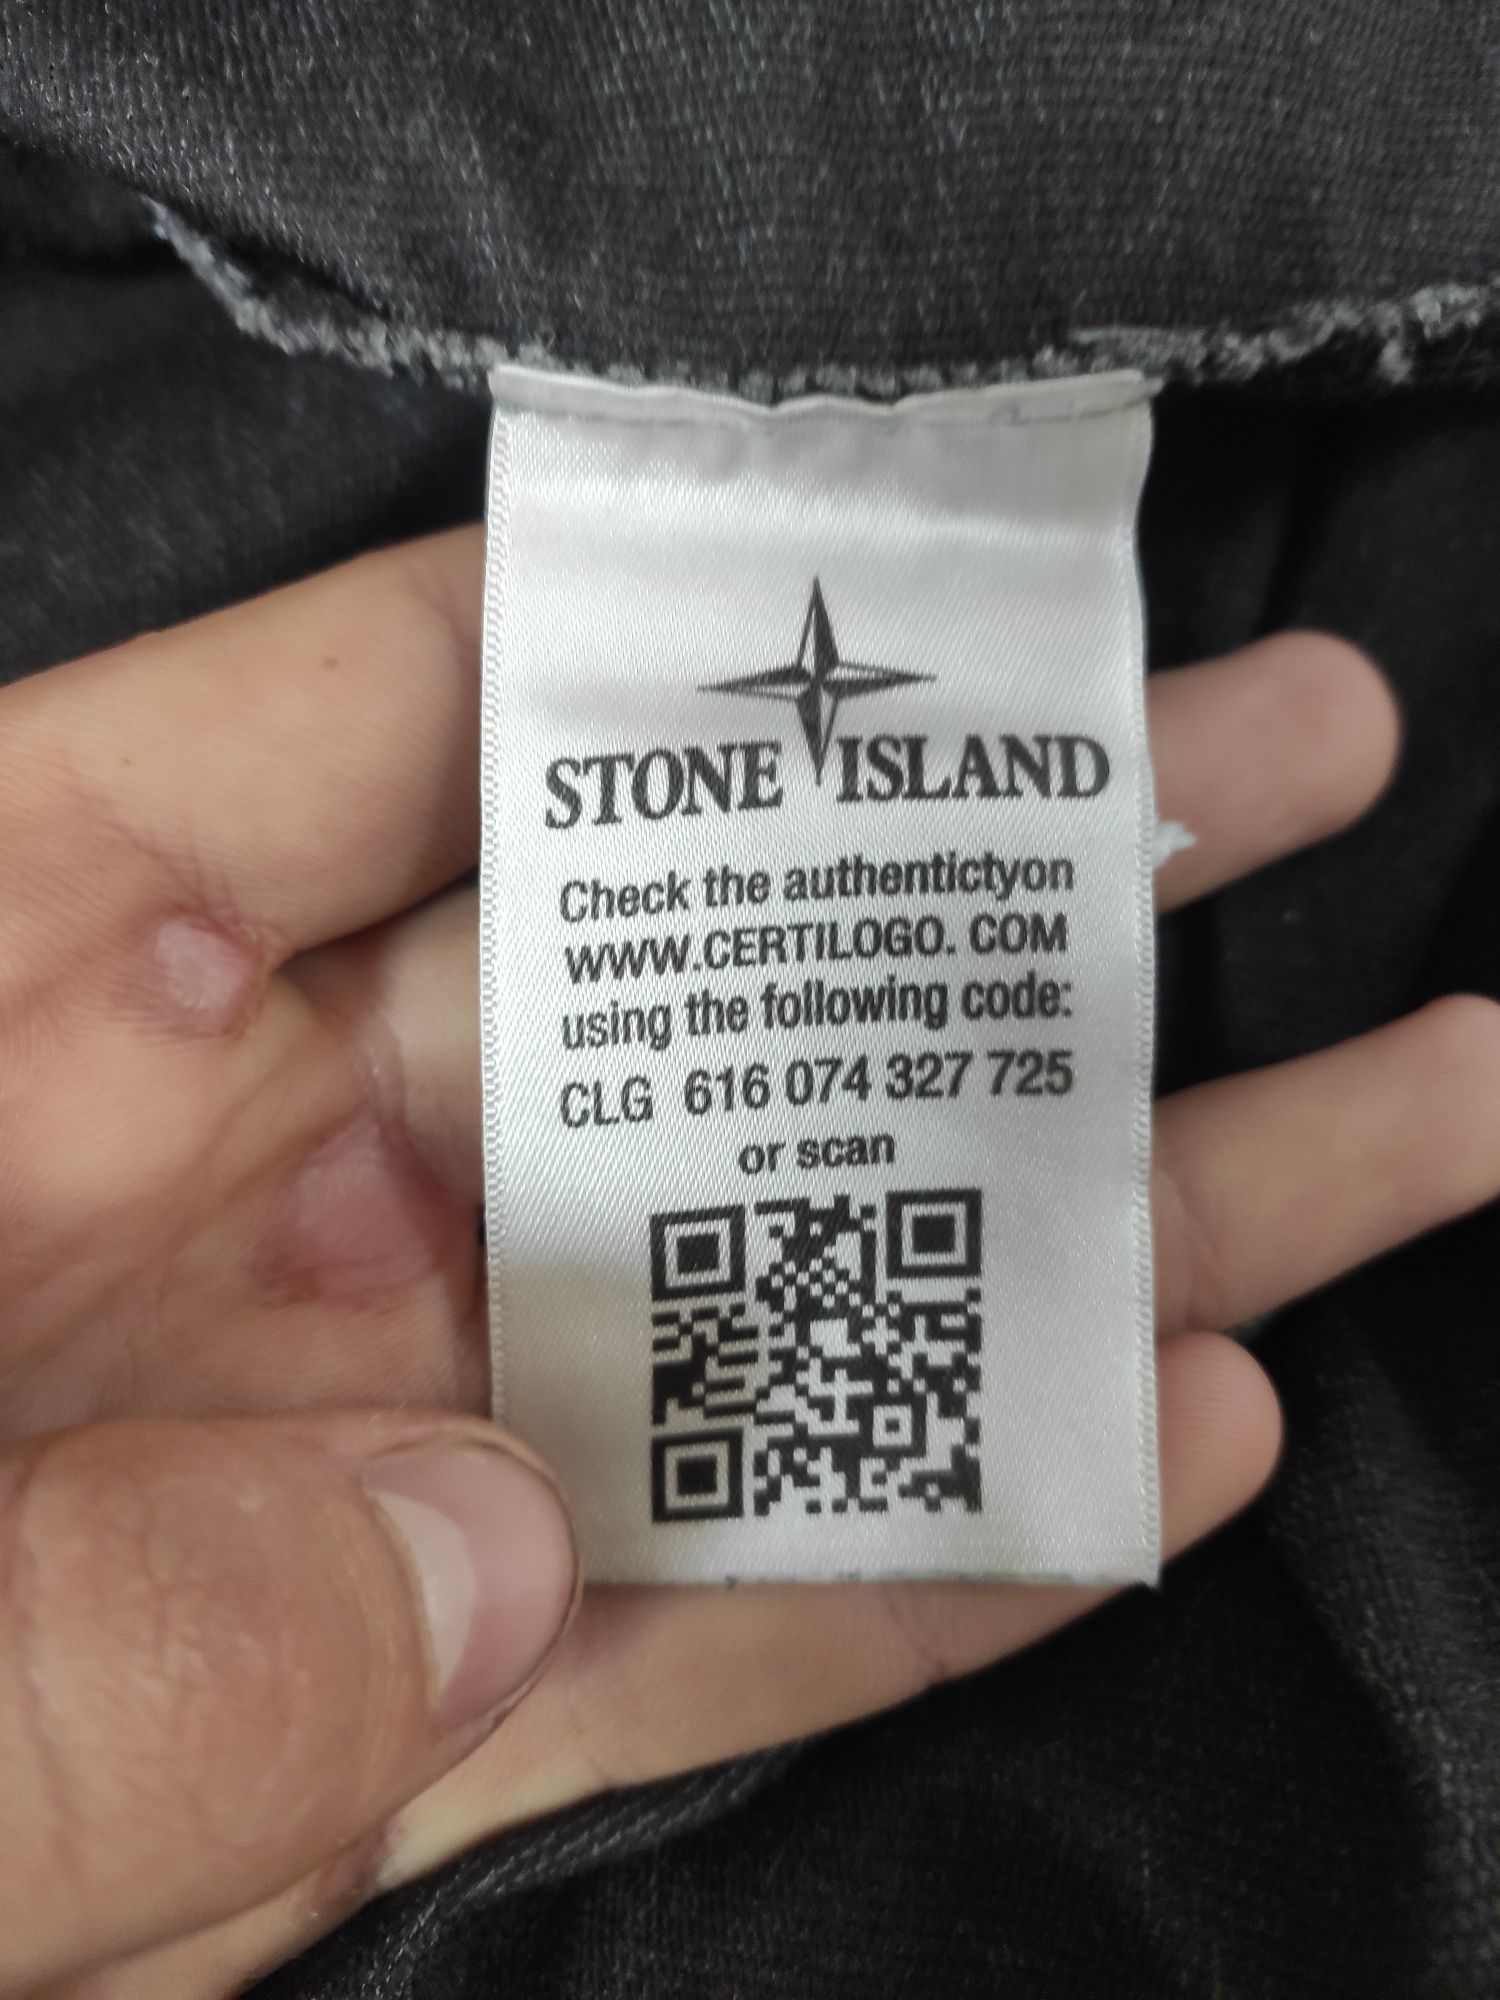 STONE ISLAND
Check the authentictyon
WWW.CERTILOGO. COM
using the following code:
CLG 616 074 327 725
or scan